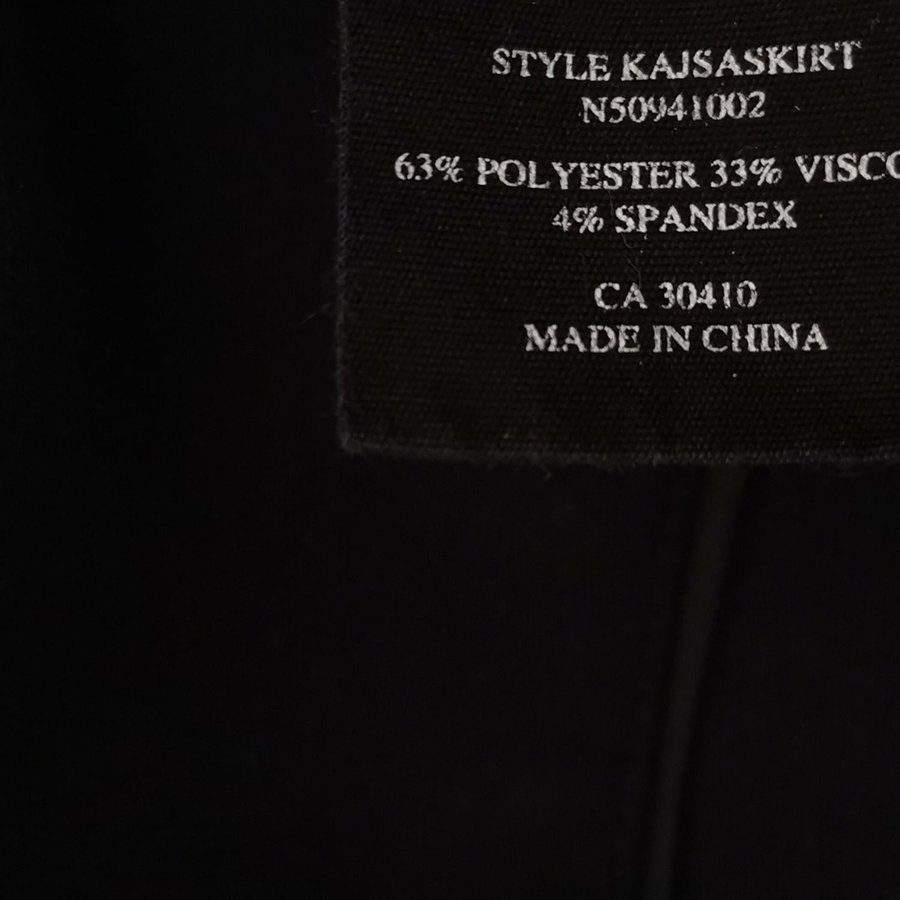 STYLE KAJSASKIRT
N50941002
63% POLYESTER 33% VISCO
4% SPANDEX
CA 30410
MADE IN CHINA